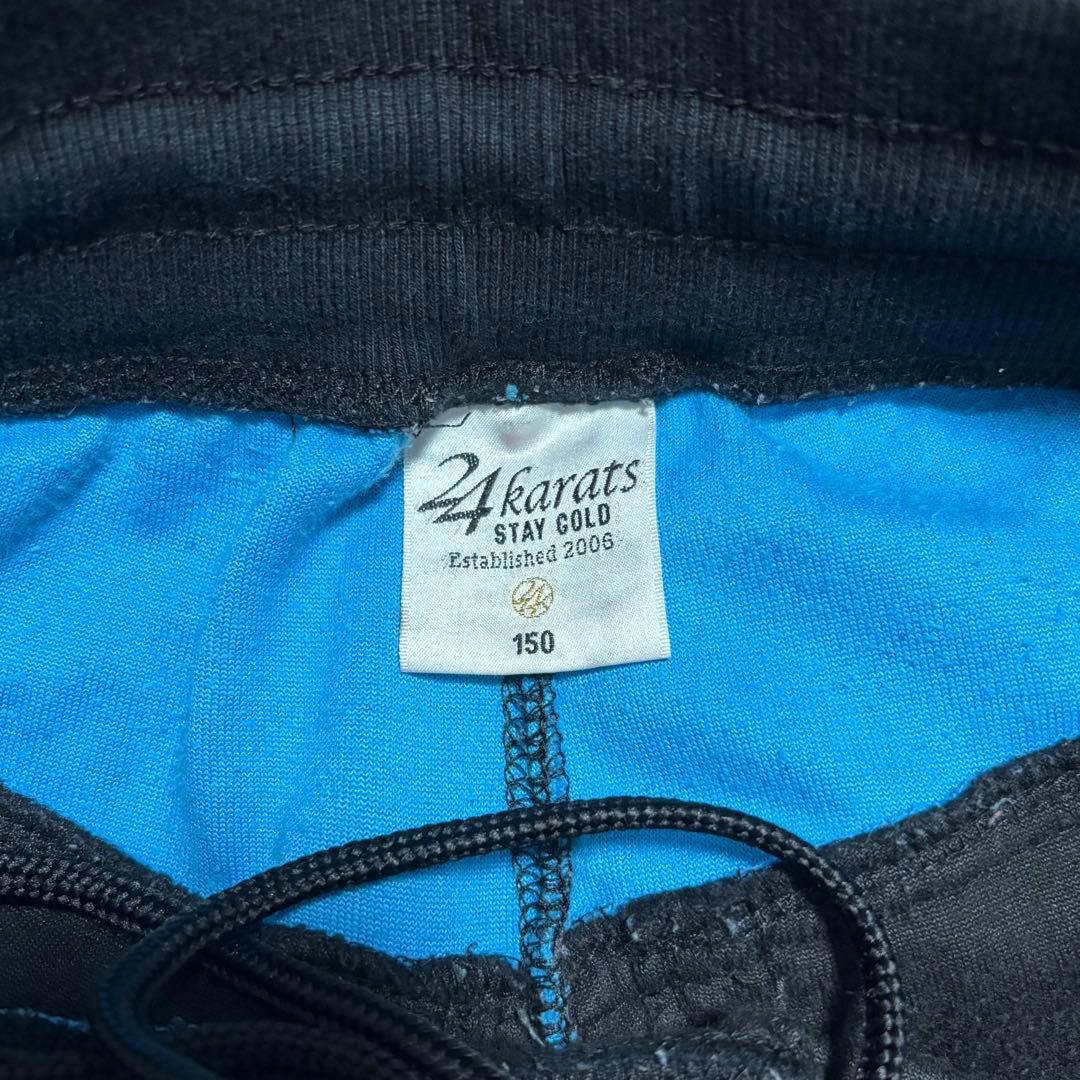 24karats
STAY GOLD
Established 2006
150